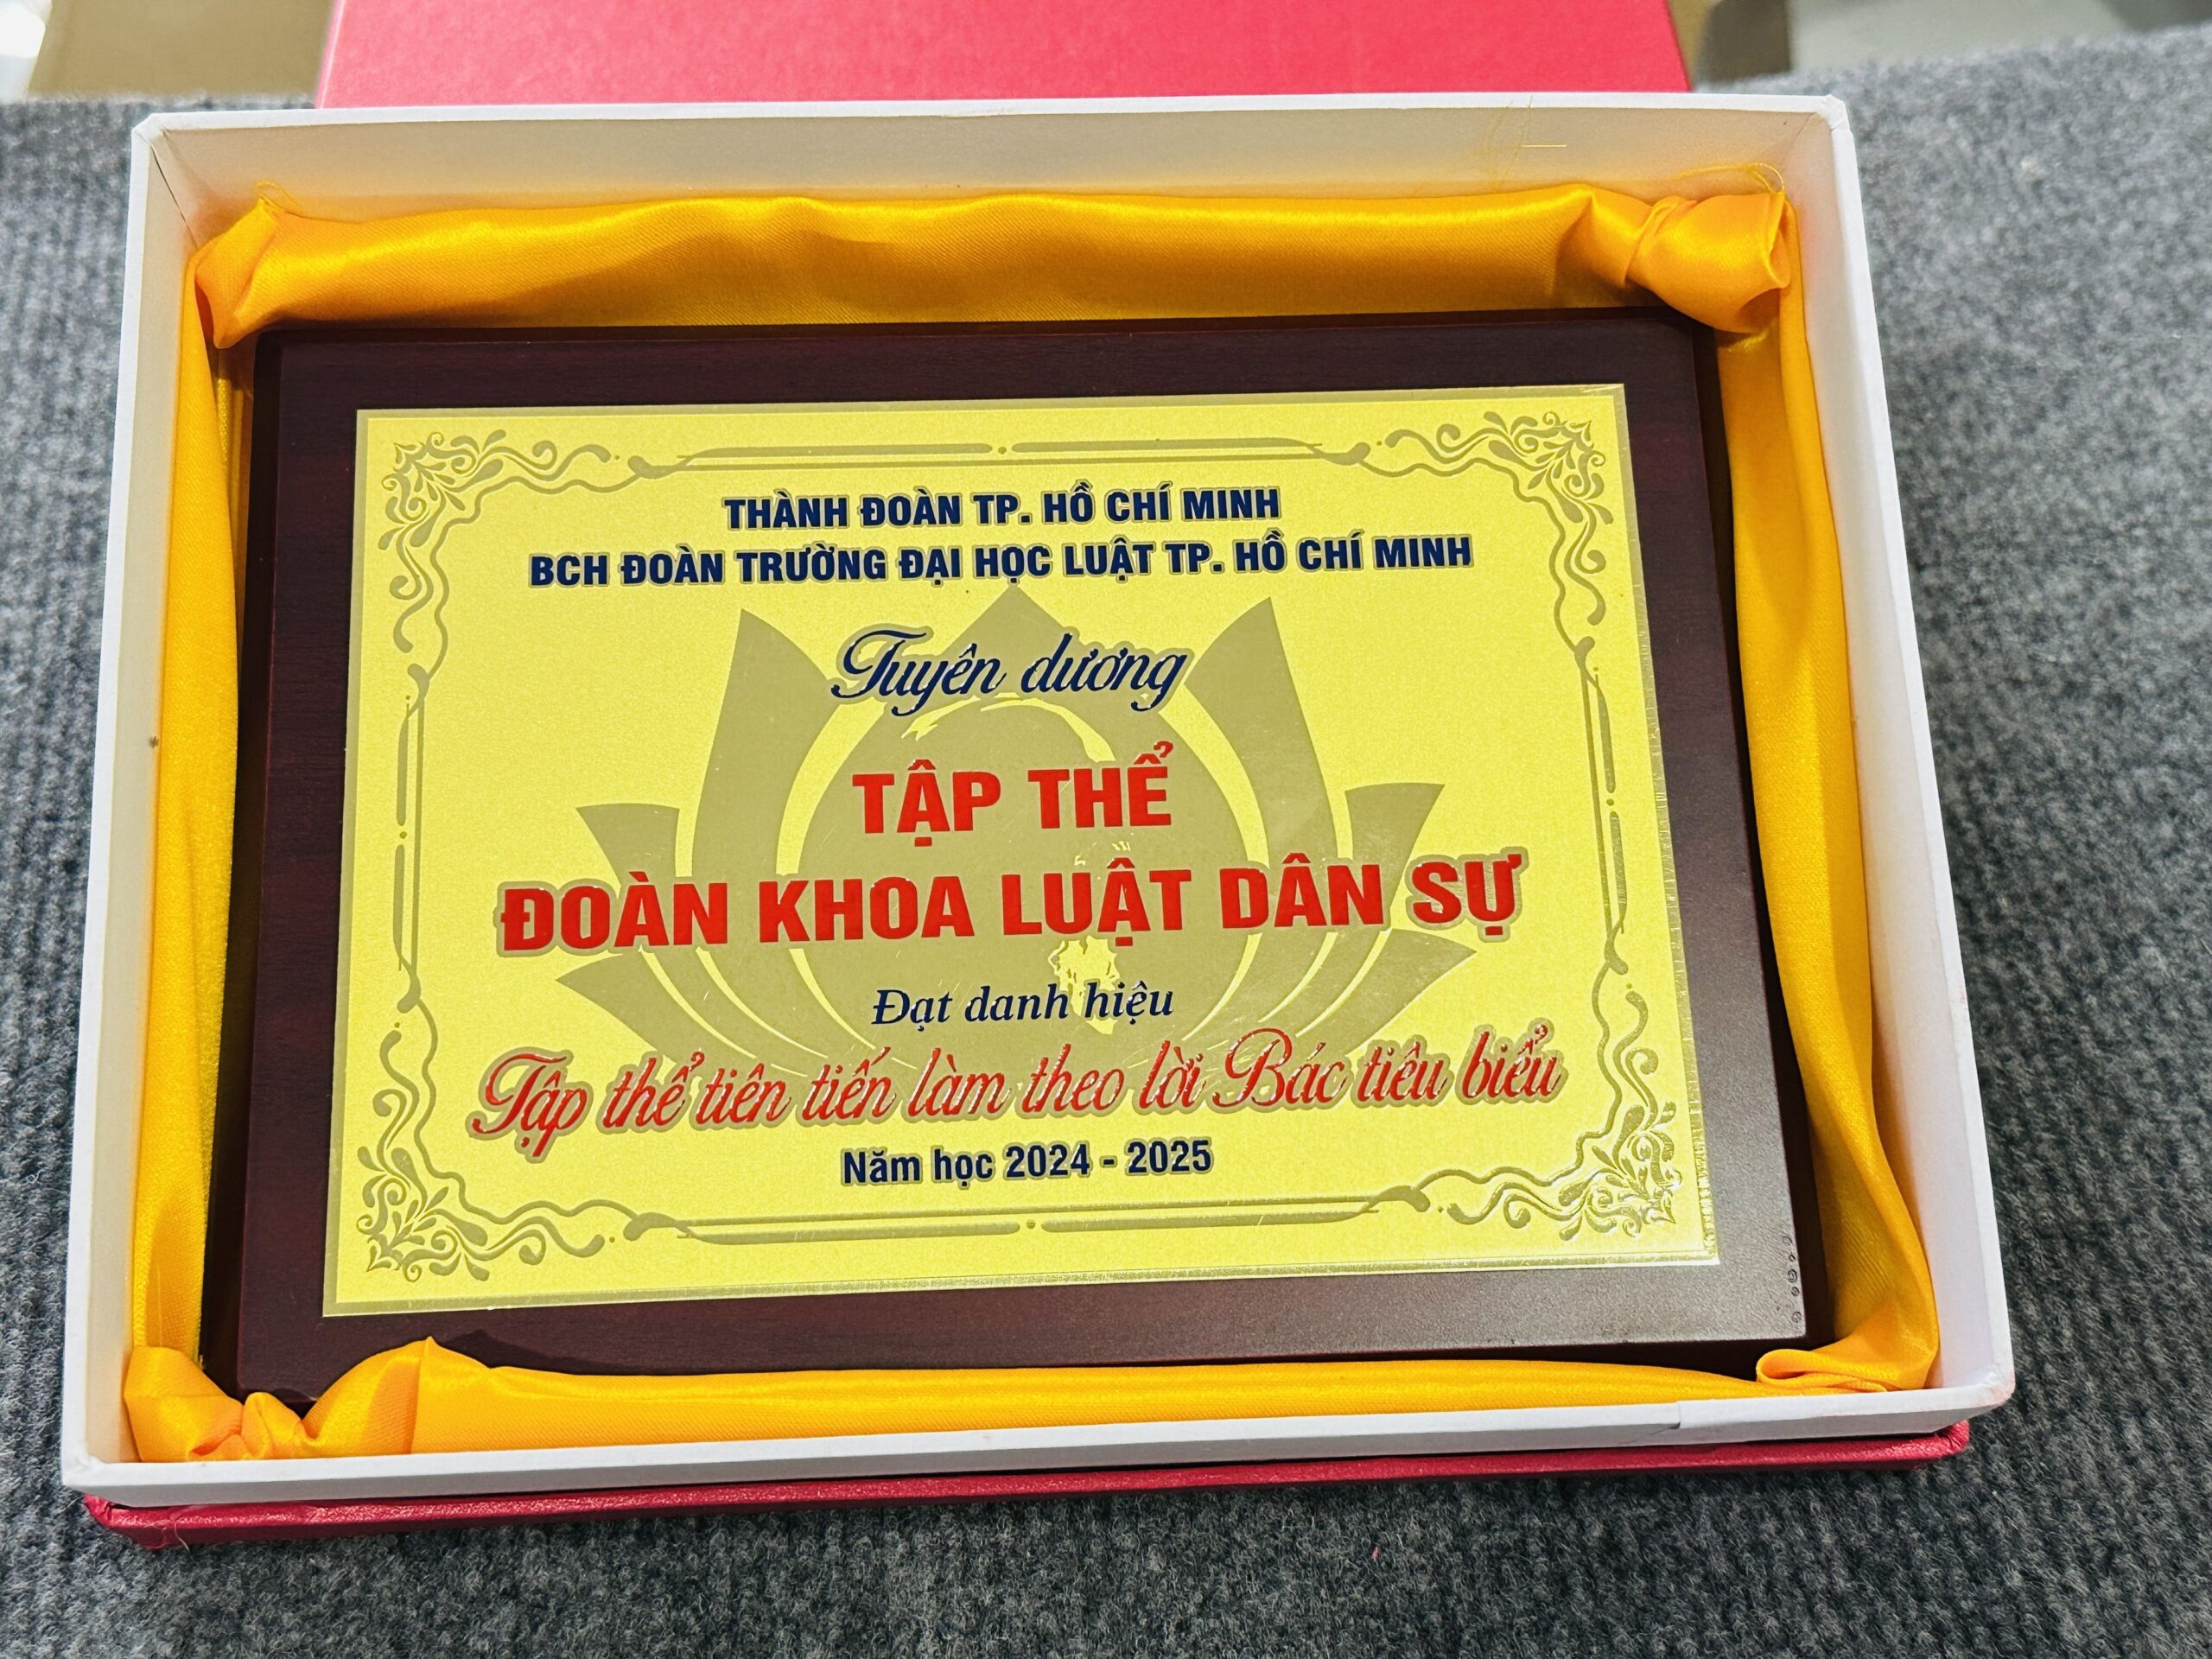 THÀNH ĐOÀN TP. HỒ CHÍ MINH
BCH ĐOÀN TRƯỜNG ĐẠI HỌC LUẬT TP. HỒ CHÍ MINH
Tuyên dương
TẬP THỂ
ĐOÀN KHOA LUẬT DÂN SỰ
Đạt danh hiệu
Tập thể tiên tiến làm theo lời Bác tiêu biểu
Năm học 2024 - 2025